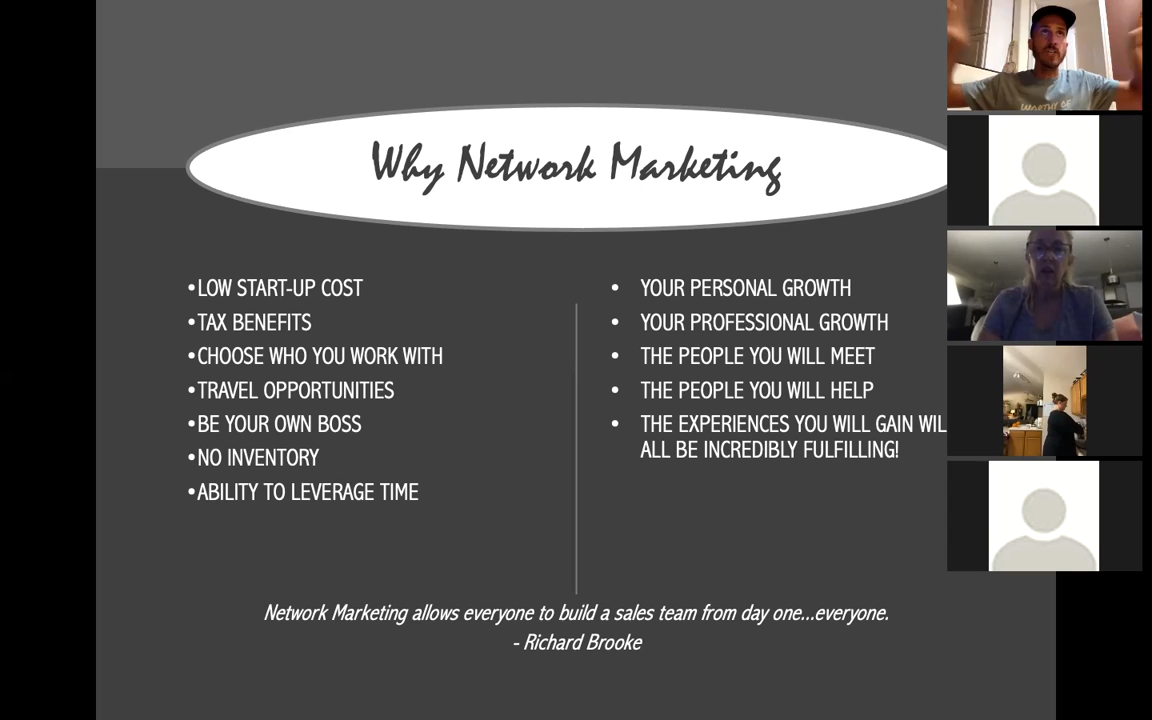 Why Network Marketing
•LOW START-UP COST
•TAX BENEFITS
•CHOOSE WHO YOU WORK WITH
•TRAVEL OPPORTUNITIES
•BE YOUR OWN BOSS
•NO INVENTORY
•ABILITY TO LEVERAGE TIME
• YOUR PERSONAL GROWTH
• YOUR PROFESSIONAL GROWTH
• THE PEOPLE YOU WILL MEET
• THE PEOPLE YOU WILL HELP
• THE EXPERIENCES YOU WILL GAIN WIL
ALL BE INCREDIBLY FULFILLING!
Network Marketing allows everyone to build a sales team from day one...everyone.
- Richard Brooke
WORTHY OF